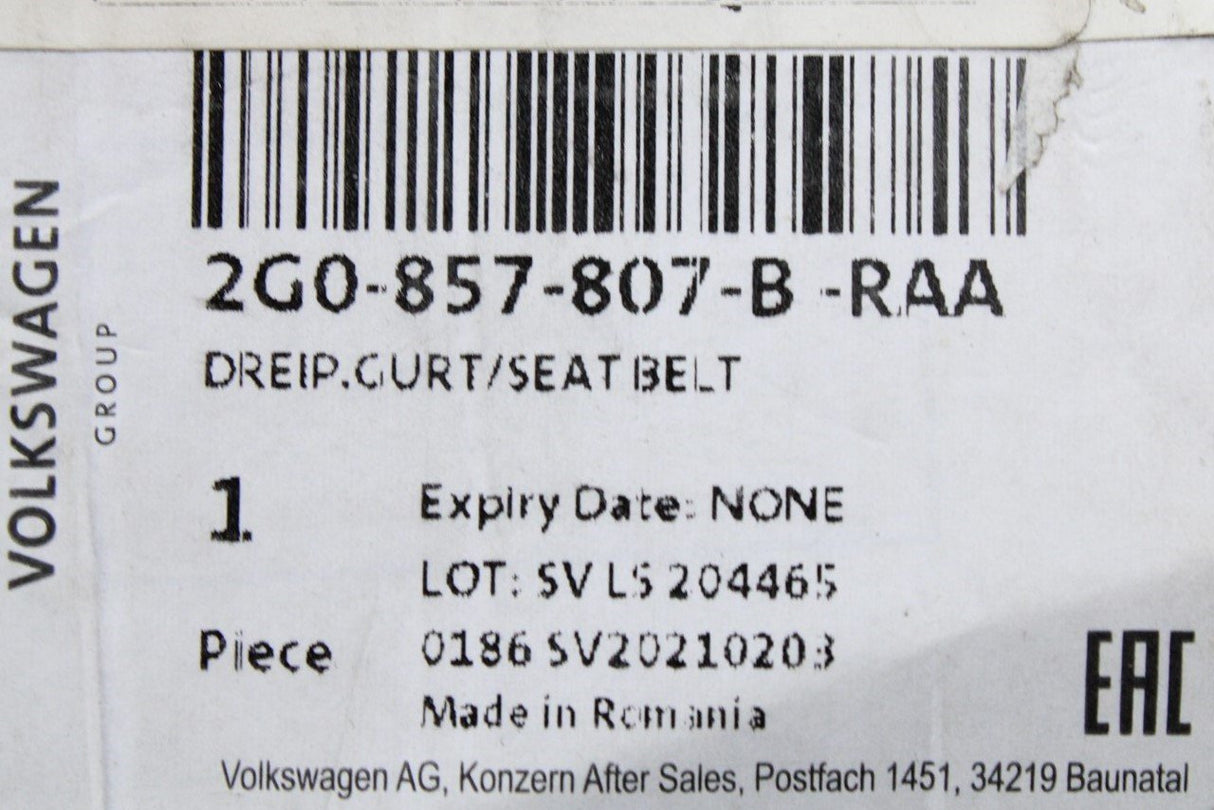 VOLKSWAGEN
GROUP
2G0-857-807-B -RAA
DREIP.GURT/SEAT BELT
1
Expiry Date: NONE
LOT: SV LS 204465
Piece
0186 SV20210203
Made in Romania
EAC
Volkswagen AG, Konzern After Sales, Postfach 1451, 34219 Baunatal